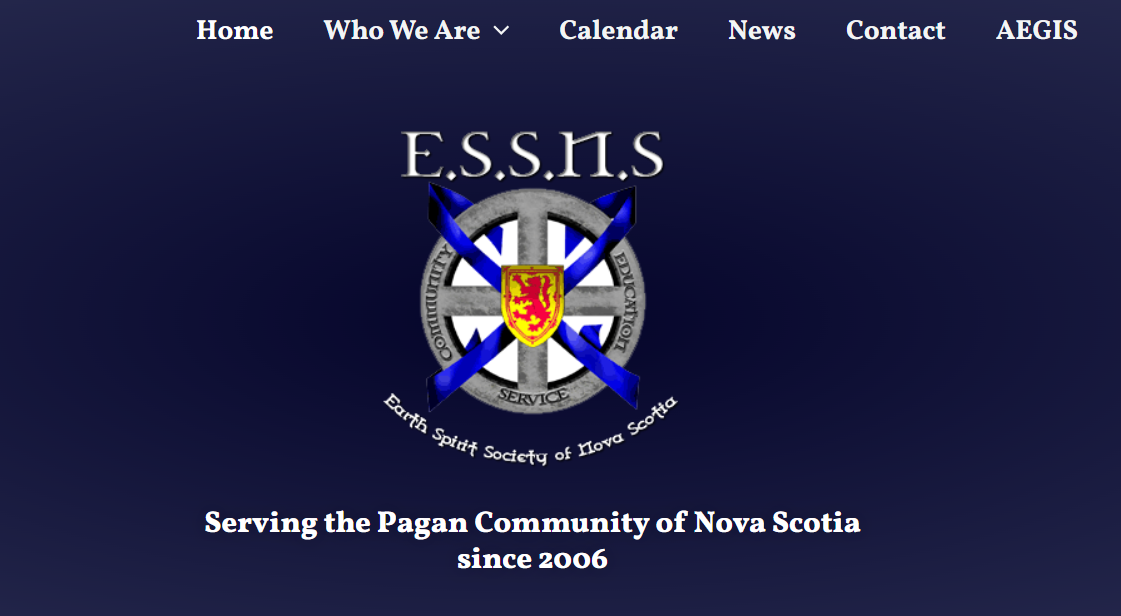 Home Who We Are Calendar News Contact AEGIS
E.S.S.N.S
COMMUNITY
EDUCATION
SERVICE
Earth Spirit Society of Nova Scotia
Serving the Pagan Community of Nova Scotia
since 2006